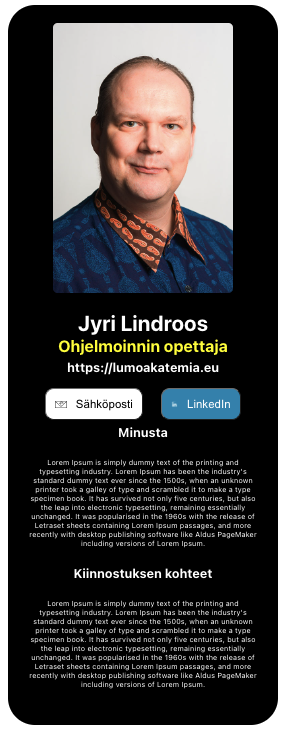 Jyri Lindroos
Ohjelmoinnin opettaja
https://lumoakatemia.eu
Sähköposti
LinkedIn
Minusta
Lorem Ipsum is simply dummy text of the printing and
typesetting industry. Lorem Ipsum has been the industry's
standard dummy text ever since the 1500s, when an unknown
printer took a galley of type and scrambled it to make a type
specimen book. It has survived not only five centuries, but also
the leap into electronic typesetting, remaining essentially
unchanged. It was popularised in the 1960s with the release of
Letraset sheets containing Lorem Ipsum passages, and more
recently with desktop publishing software like Aldus PageMaker
including versions of Lorem Ipsum.
Kiinnostuksen kohteet
Lorem Ipsum is simply dummy text of the printing and
typesetting industry. Lorem Ipsum has been the industry's
standard dummy text ever since the 1500s, when an unknown
printer took a galley of type and scrambled it to make a type
specimen book. It has survived not only five centuries, but also
the leap into electronic typesetting, remaining essentially
unchanged. It was popularised in the 1960s with the release of
Letraset sheets containing Lorem Ipsum passages, and more
recently with desktop publishing software like Aldus PageMaker
including versions of Lorem Ipsum.